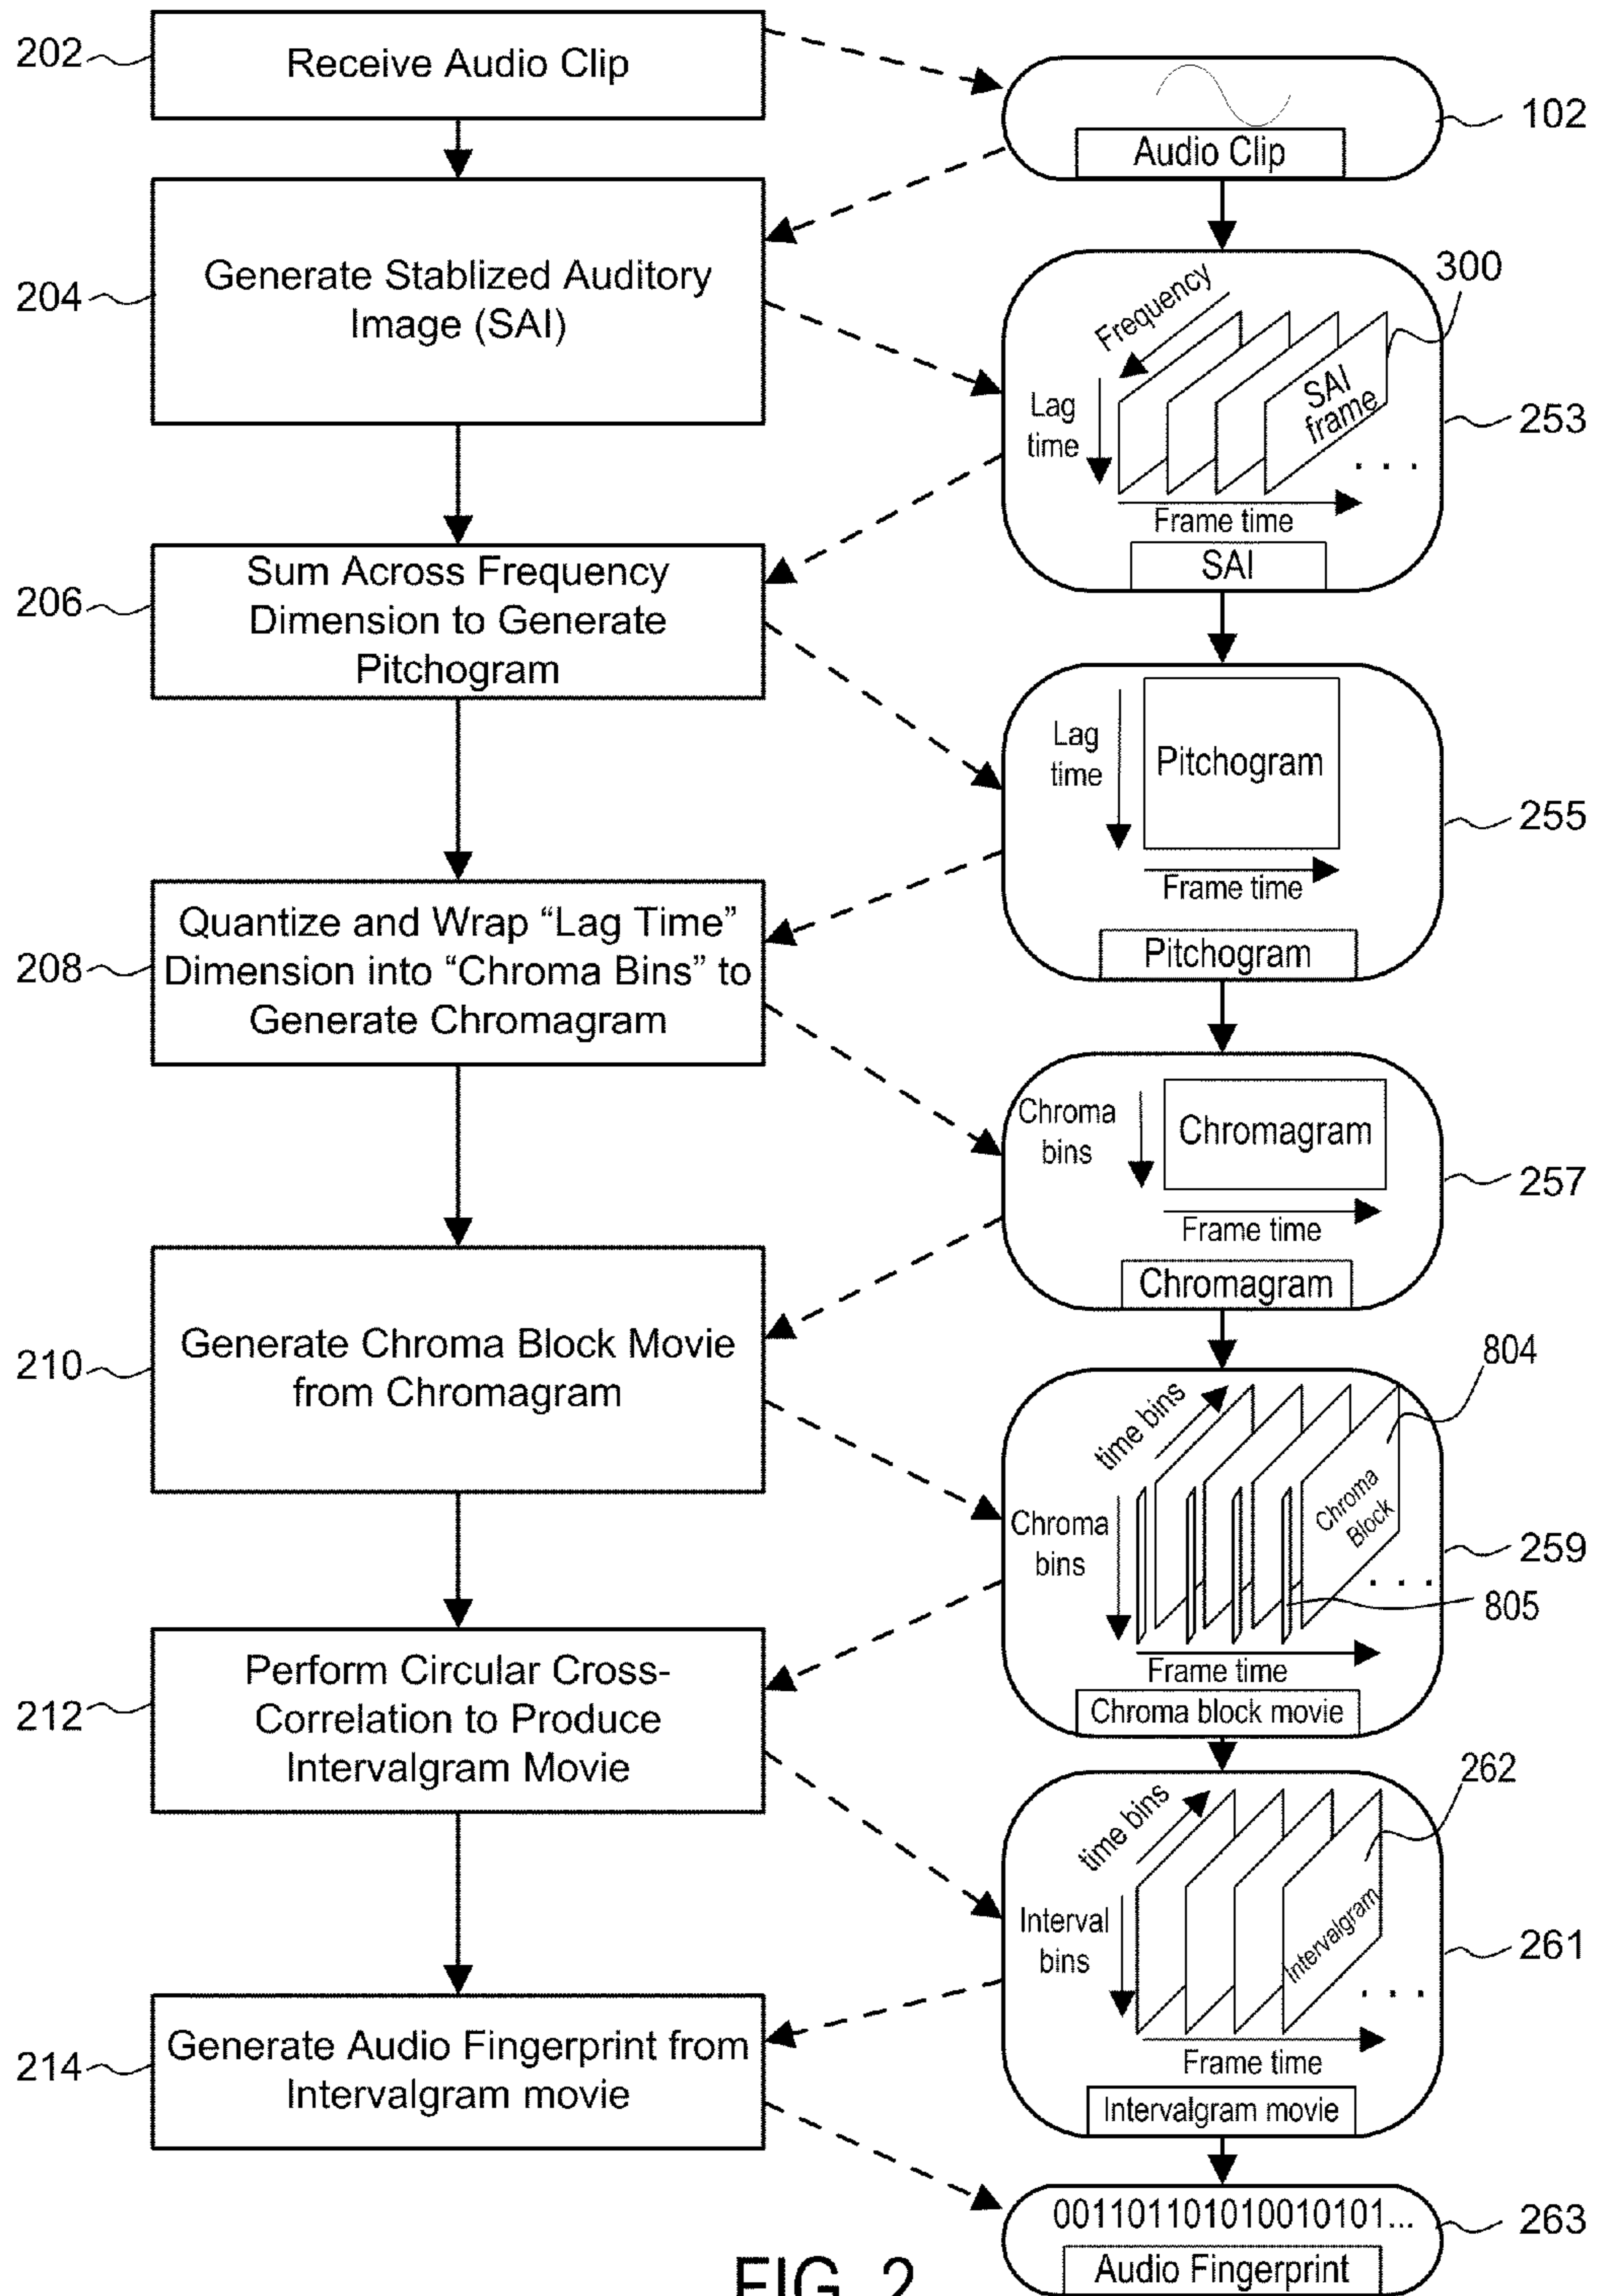 202
Receive Audio Clip
Audio Clip
102
204
Generate Stablized Auditory
Image (SAI)
300
Frequency
Lag
time
SAI
frame
. . .
Frame time
SAI
253
206
Sum Across Frequency
Dimension to Generate
Pitchogram
Lag
time
Pitchogram
Frame time
Pitchogram
255
208
Quantize and Wrap “Lag Time”
Dimension into “Chroma Bins” to
Generate Chromagram
Chroma
bins
Chromagram
Frame time
Chromagram
257
210
Generate Chroma Block Movie
from Chromagram
804
time bins
Chroma
bins
Chroma
Block
. . .
805
Frame time
Chroma block movie
259
212
Perform Circular Cross-
Correlation to Produce
Intervalgram Movie
262
time bins
Interval
bins
Intervalgram
. . .
Frame time
Intervalgram movie
261
214
Generate Audio Fingerprint from
Intervalgram movie
001101101010010101...
Audio Fingerprint
263
FIG. 2